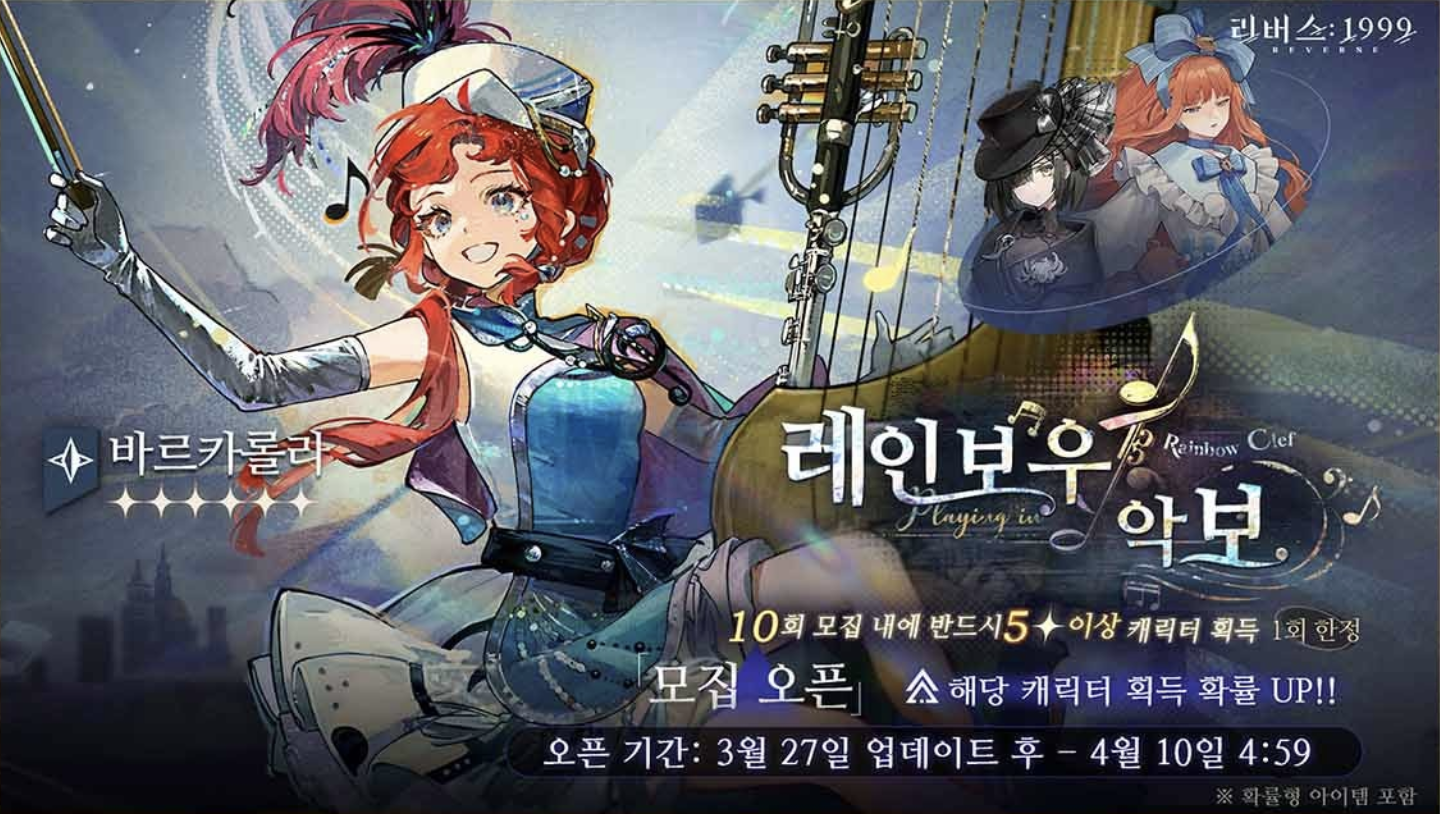 리버스:1999
REVERSE
바르카롤라
레인보우
Rainbow Clef
Playing in
악보
10회 모집 내에 반드시 5✦이상 캐릭터 획득 1회 한정
「모집 오픈」 해당 캐릭터 획득 확률 UP!!
오픈 기간: 3월 27일 업데이트 후 - 4월 10일 4:59
※ 확률형 아이템 포함